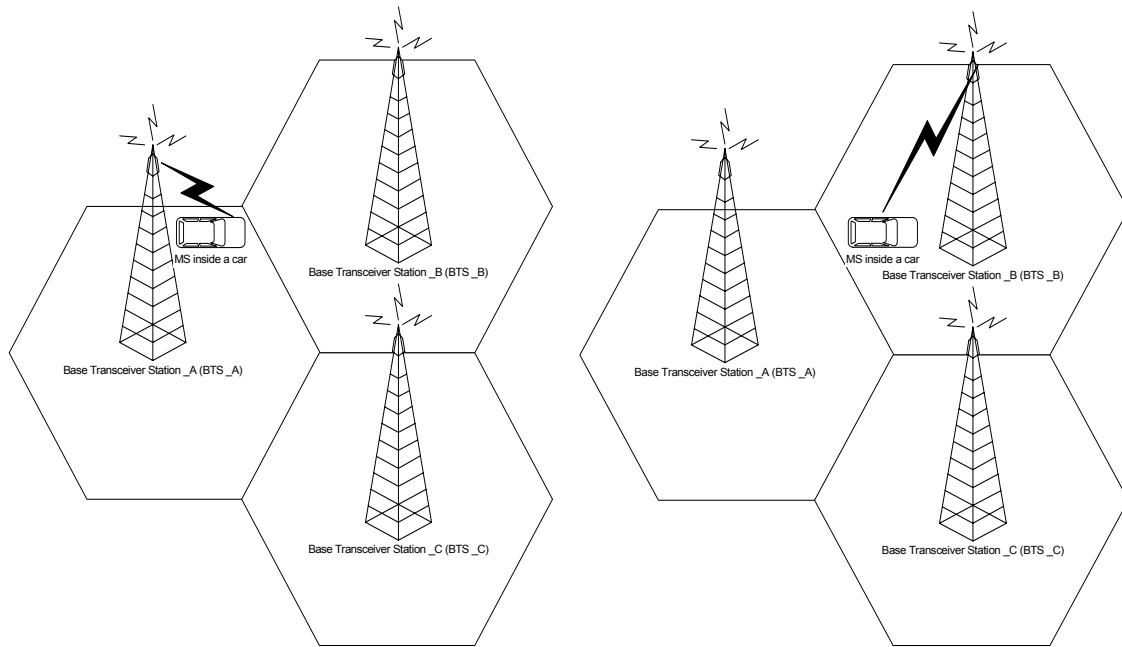 MS inside a car
Base Transceiver Station _B (BTS _B)
Base Transceiver Station _A (BTS _A)
Base Transceiver Station _C (BTS _C)
MS inside a car
Base Transceiver Station _B (BTS _B)
Base Transceiver Station _A (BTS _A)
Base Transceiver Station _C (BTS _C)